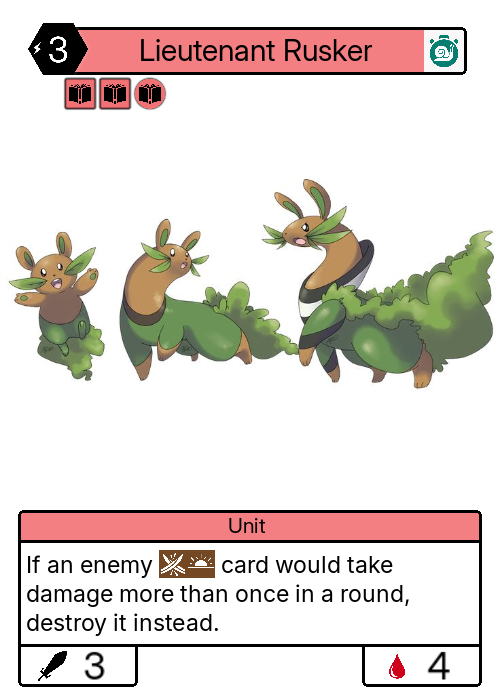 3
Lieutenant Rusker
Unit
If an enemy card would take
damage more than once in a round,
destroy it instead.
3
4